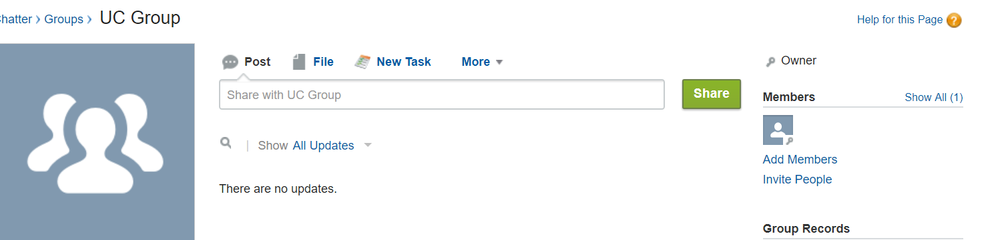 hatter › Groups › UC Group
Help for this Page ?
Post File New Task More
Share with UC Group
Share
Show All Updates
There are no updates.
Owner
Members Show All (1)
Add Members
Invite People
Group Records